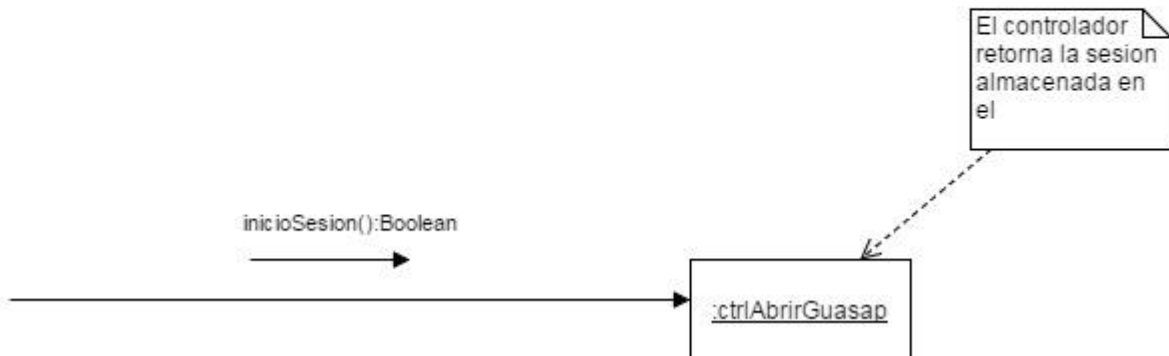 El controlador
retorna la sesion
almacenada en
el
inicioSesion():Boolean
:ctrlAbrirGuasap